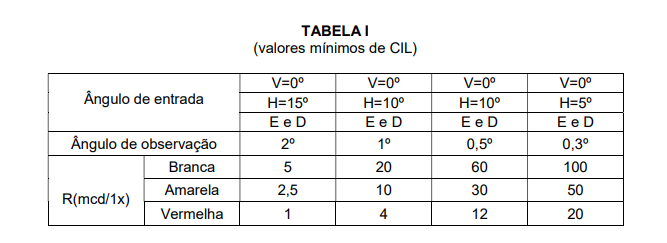 TABELA I
(valores mínimos de CIL)
Ângulo de entrada V=0º V=0º V=0º V=0º
H=15º H=10º H=10º H=5º
E e D E e D E e D E e D
Ângulo de observação 2º 1º 0,5º 0,3º
R(mcd/1x) Branca 5 20 60 100
Amarela 2,5 10 30 50
Vermelha 1 4 12 20